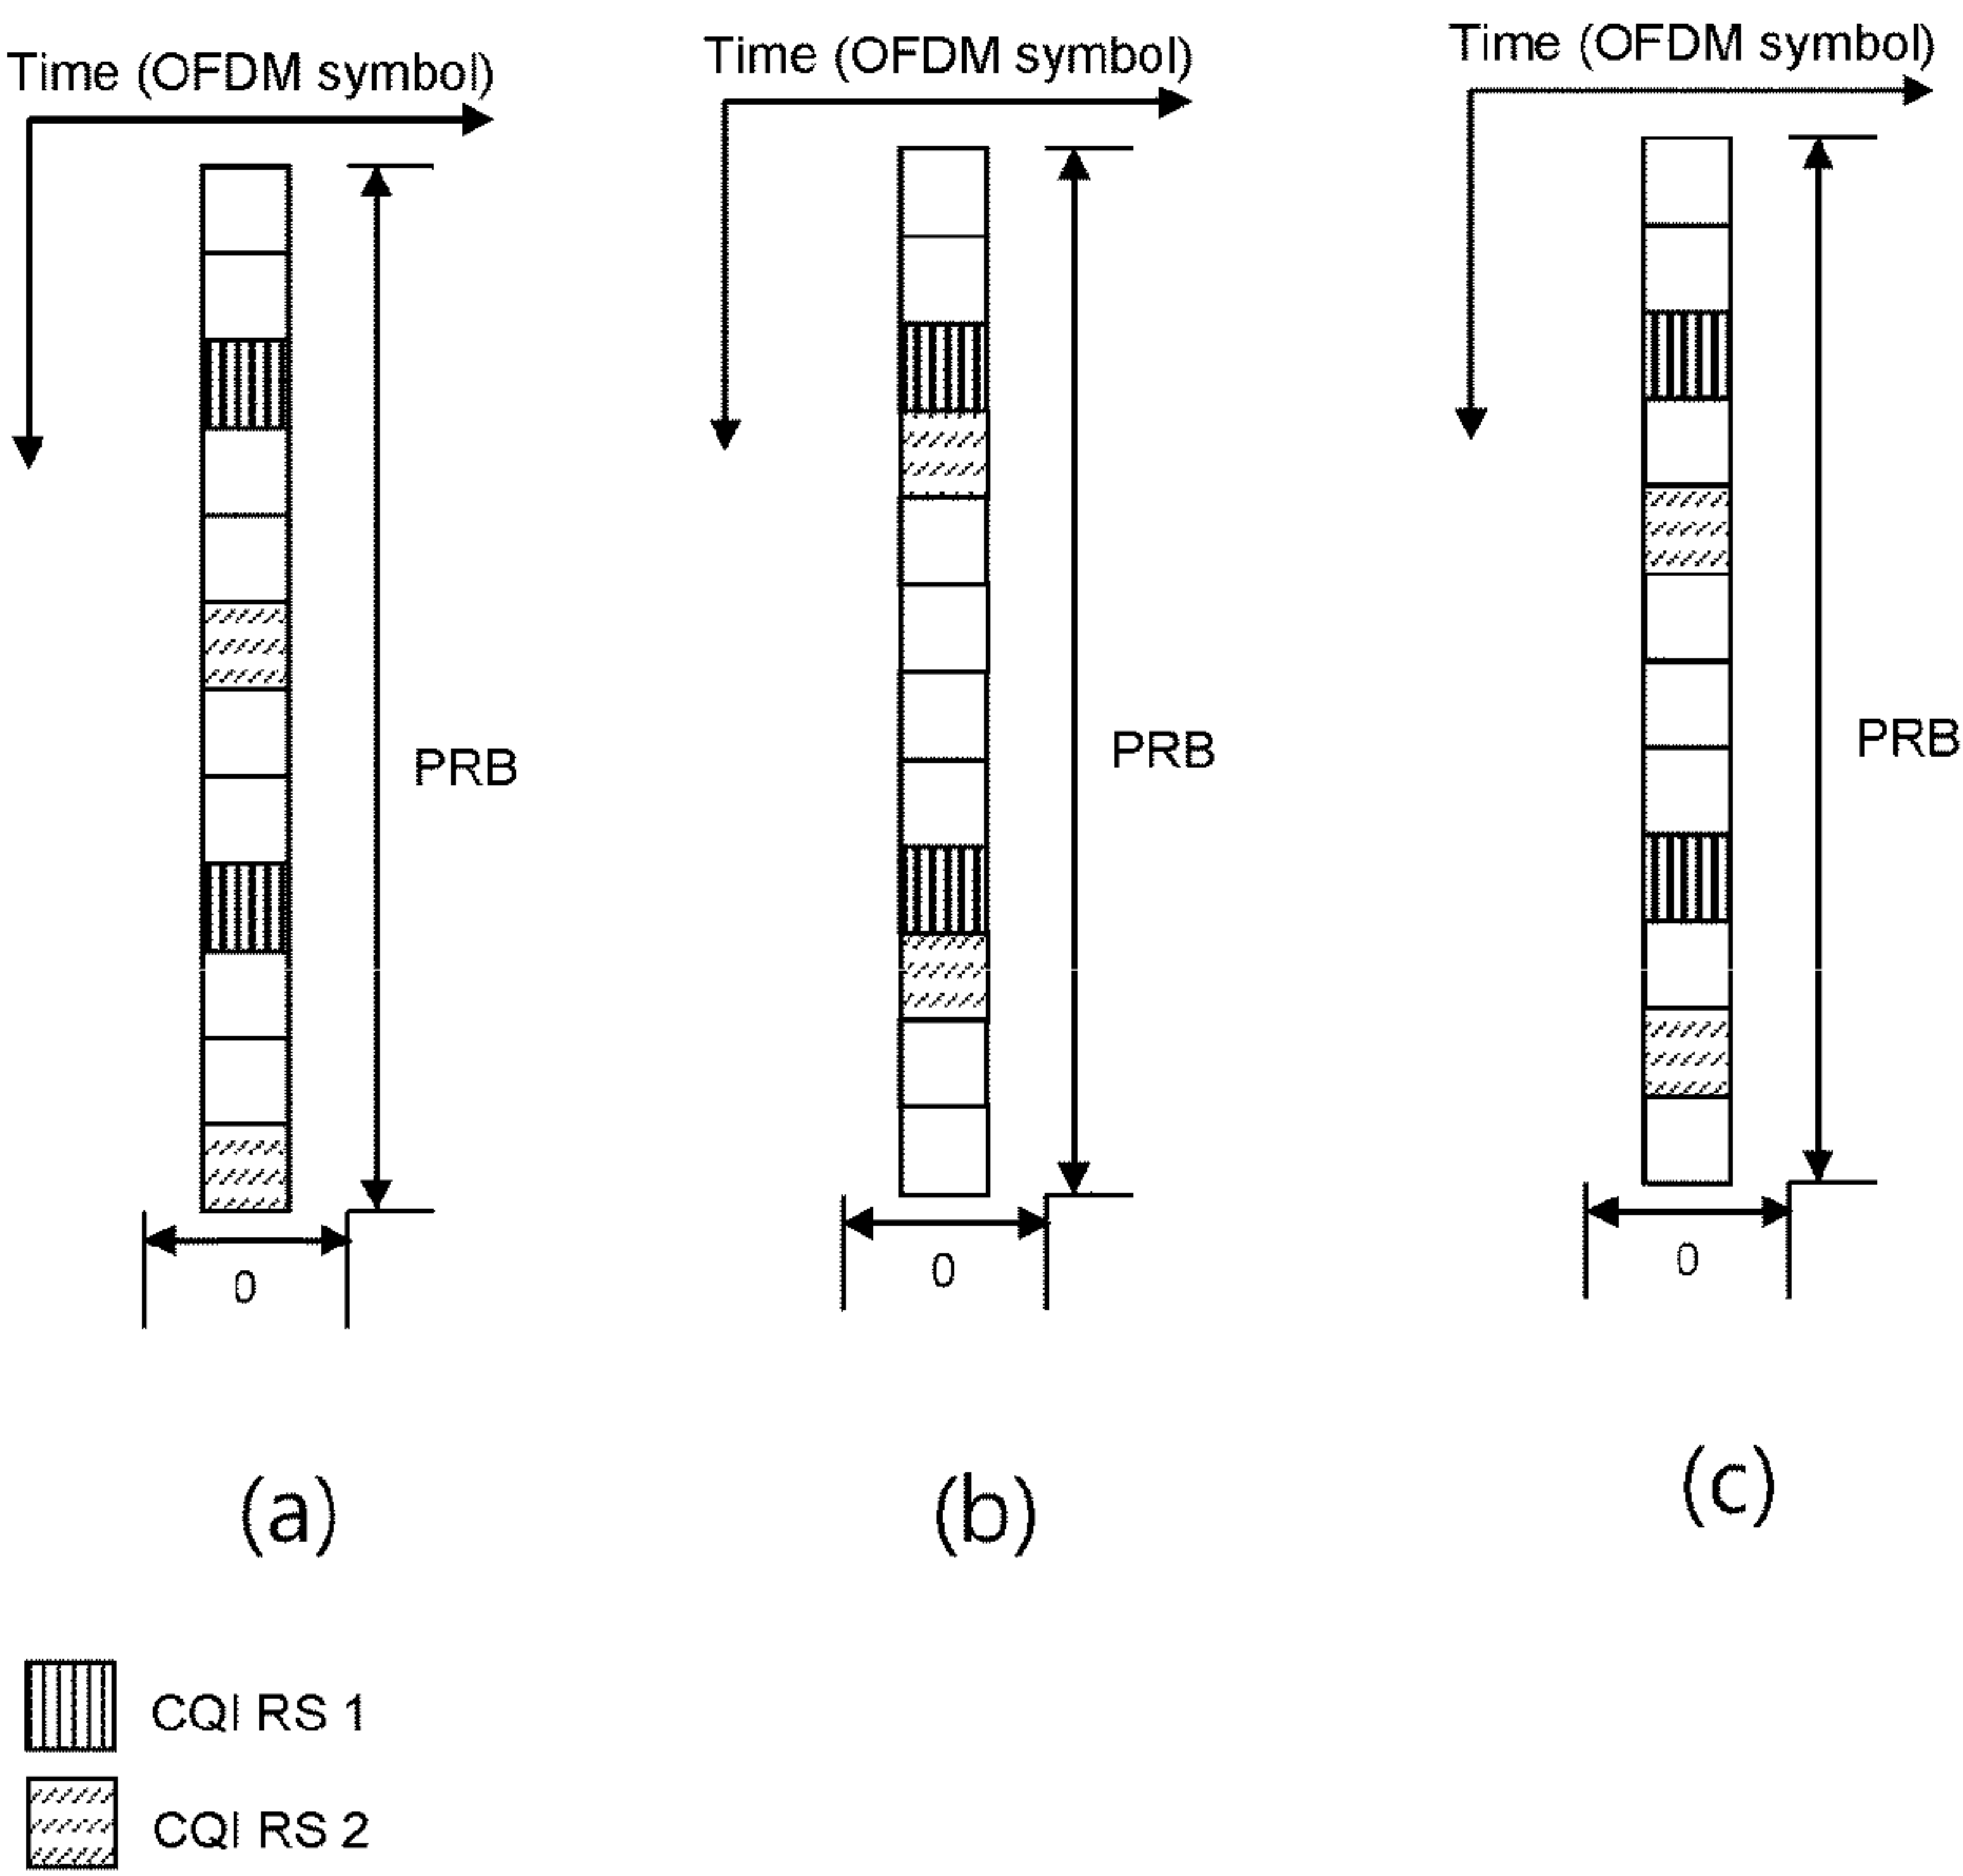 Time (OFDM symbol)
Time (OFDM symbol)
Time (OFDM symbol)
PRB
PRB
PRB
0
0
0
(a)
(b)
(c)
CQI RS 1
CQI RS 2